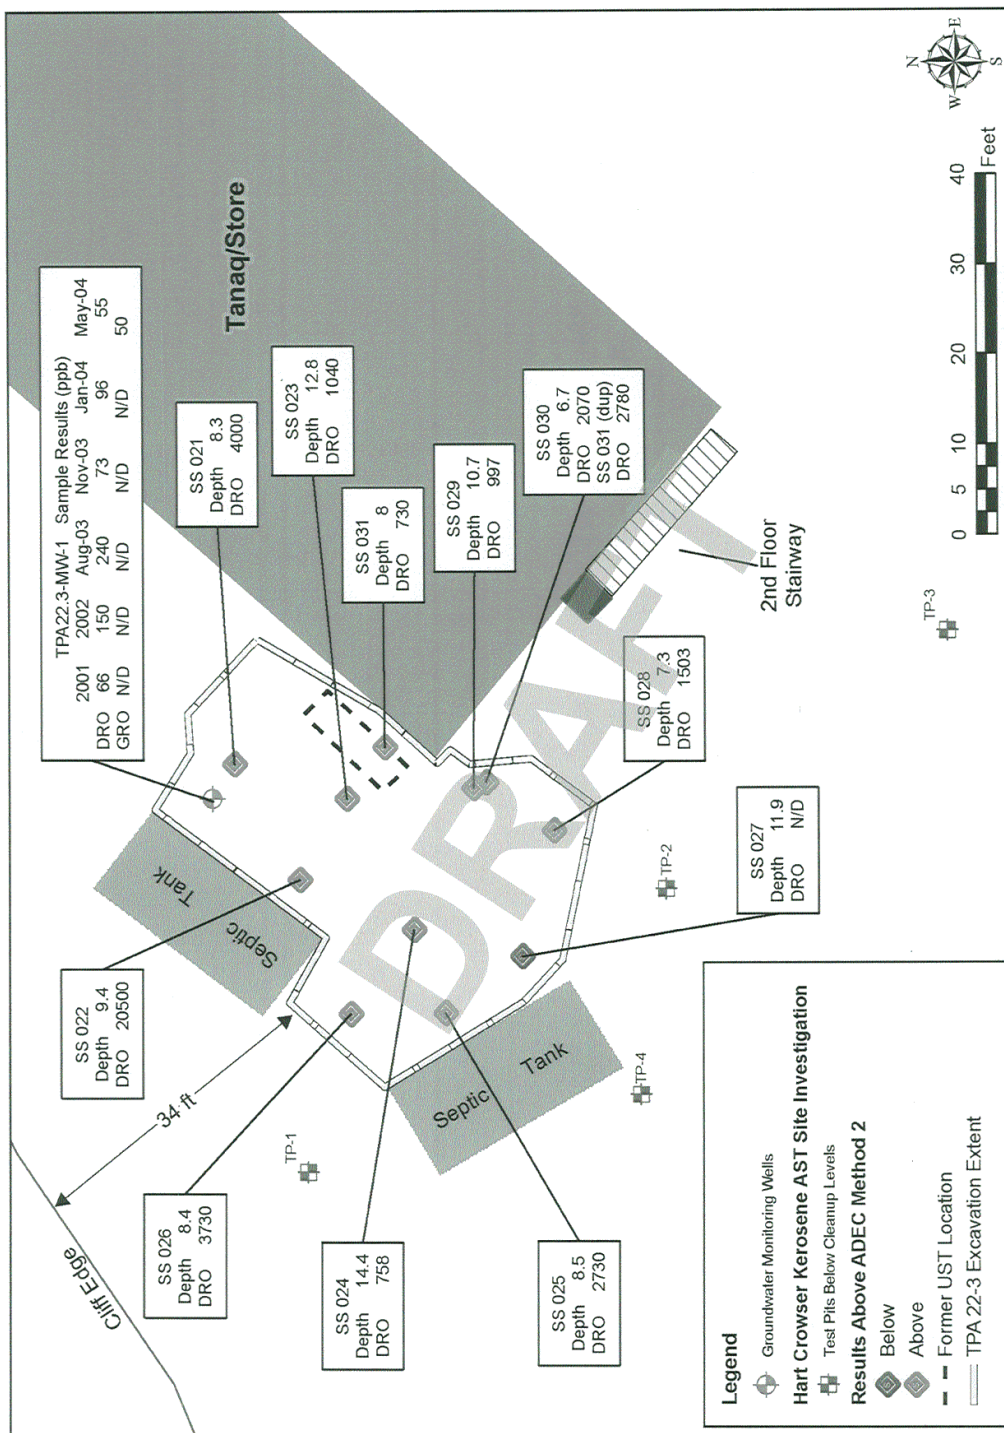 TPA22.3-MW-1 Sample Results (ppb)
2001 2002 Aug-03 Nov-03 Jan-04 May-04
DRO 66 150 240 73 96 55
GRO N/D N/D N/D N/D N/D 50
Cliff Edge
34 ft
SS 022
Depth 9.4
DRO 20500
SS 021
Depth 8.3
DRO 4000
Tanaq/Store
SS 023
Depth 12.8
DRO 1040
SS 026
Depth 8.4
DRO 3730
Septic Tank
SS 031
Depth 8
DRO 730
TP-1
SS 024
Depth 14.4
DRO 758
SS 029
Depth 10.7
DRO 997
SS 030
Depth 6.7
DRO 2070
SS 031 (dup)
DRO 2780
Septic Tank
SS 025
Depth 8.5
DRO 2730
DRAFT
SS 028
Depth 7.3
DRO 1503
TP-4
TP-2
2nd Floor
Stairway
SS 027
Depth 11.9
DRO N/D
TP-3
Legend
Groundwater Monitoring Wells
Hart Crowser Kerosene AST Site Investigation
Test Pits Below Cleanup Levels
Results Above ADEC Method 2
Below
Above
Former UST Location
TPA 22-3 Excavation Extent
0 5 10 20 30 40
Feet
N
W E
S